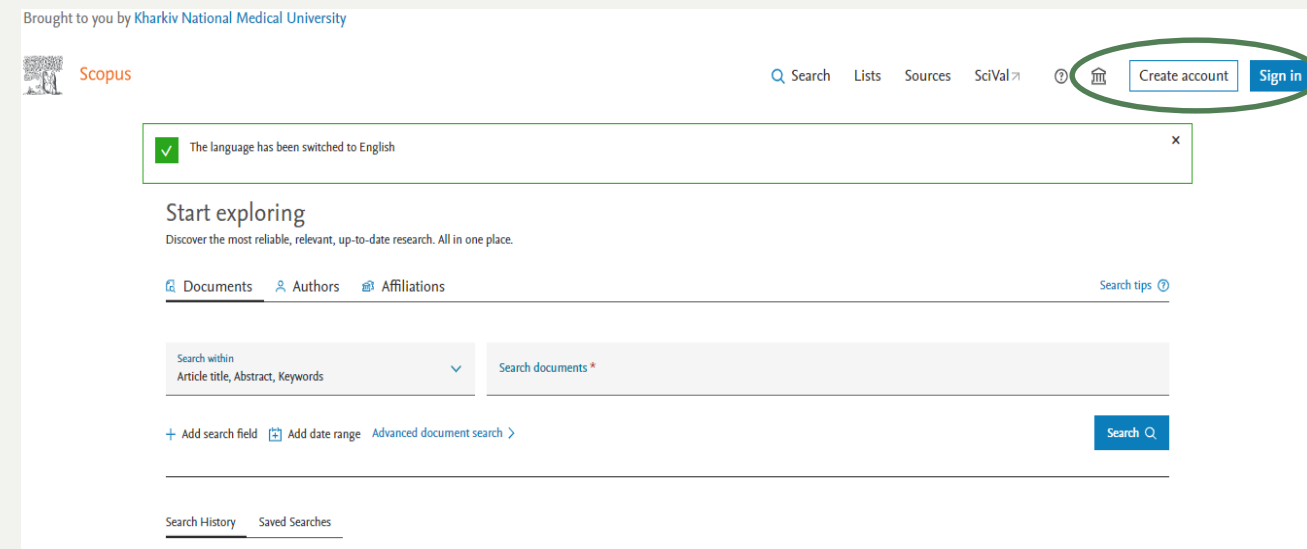 Brought to you by Kharkiv National Medical University
Scopus
Search Lists Sources SciVal Create account Sign in
The language has been switched to English
Start exploring
Discover the most reliable, relevant, up-to-date research. All in one place.
Documents Authors Affiliations Search tips
Search within
Article title, Abstract, Keywords
Search documents *
Add search field Add date range Advanced document search Search
Search History Saved Searches